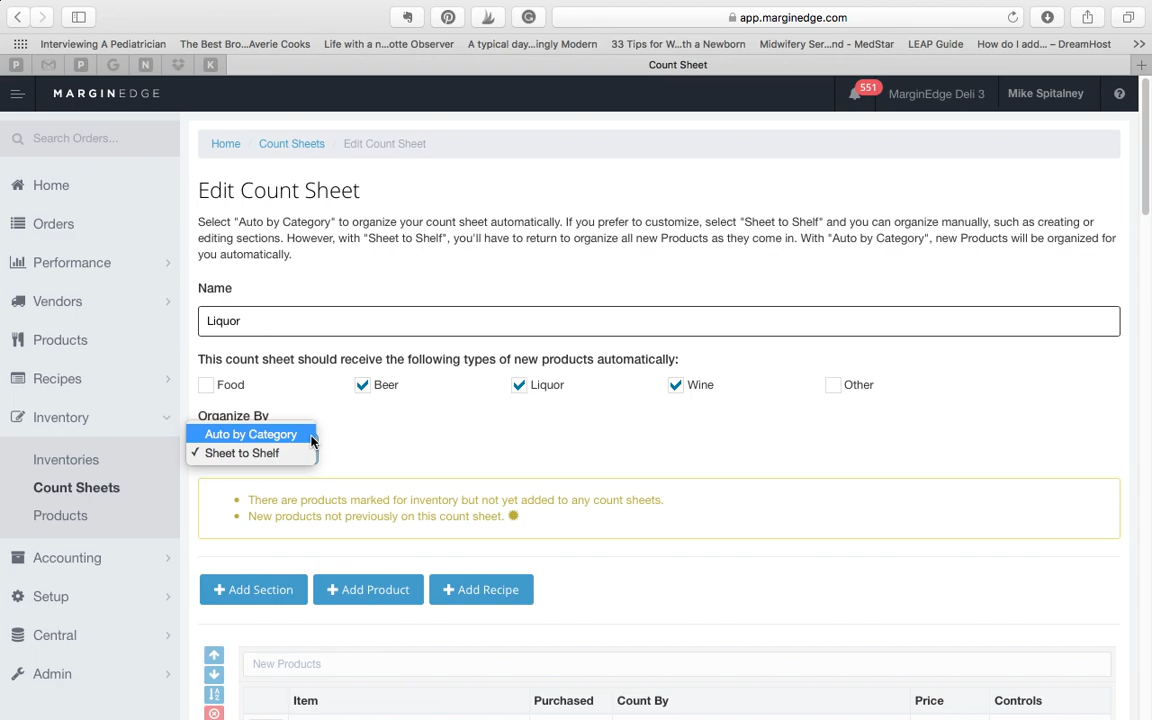 app.marginedge.com
Interviewing A Pediatrician
The Best Bro...Averie Cooks
Life with a n...otte Observer
A typical day...ingly Modern
33 Tips for W...th a Newborn
Midwifery Ser...nd - MedStar
LEAP Guide
How do I add... – DreamHost
>>
P
P
G
N
K
Count Sheet
MARGINEDGE
551
MarginEdge Deli 3
Mike Spitalney
Search Orders...
Home
Orders
Performance
Vendors
Products
Recipes
Inventory
Inventories
Count Sheets
Products
Accounting
Setup
Central
Admin
Home / Count Sheets / Edit Count Sheet
Edit Count Sheet
Select "Auto by Category" to organize your count sheet automatically. If you prefer to customize, select "Sheet to Shelf" and you can organize manually, such as creating or
editing sections. However, with "Sheet to Shelf", you'll have to return to organize all new Products as they come in. With "Auto by Category", new Products will be organized for
you automatically.
Name
Liquor
This count sheet should receive the following types of new products automatically:
Food
Beer
Liquor
Wine
Other
Organize By
Auto by Category
✓ Sheet to Shelf
• There are products marked for inventory but not yet added to any count sheets.
• New products not previously on this count sheet.
+ Add Section
+ Add Product
+ Add Recipe
New Products
Item
Purchased
Count By
Price
Controls